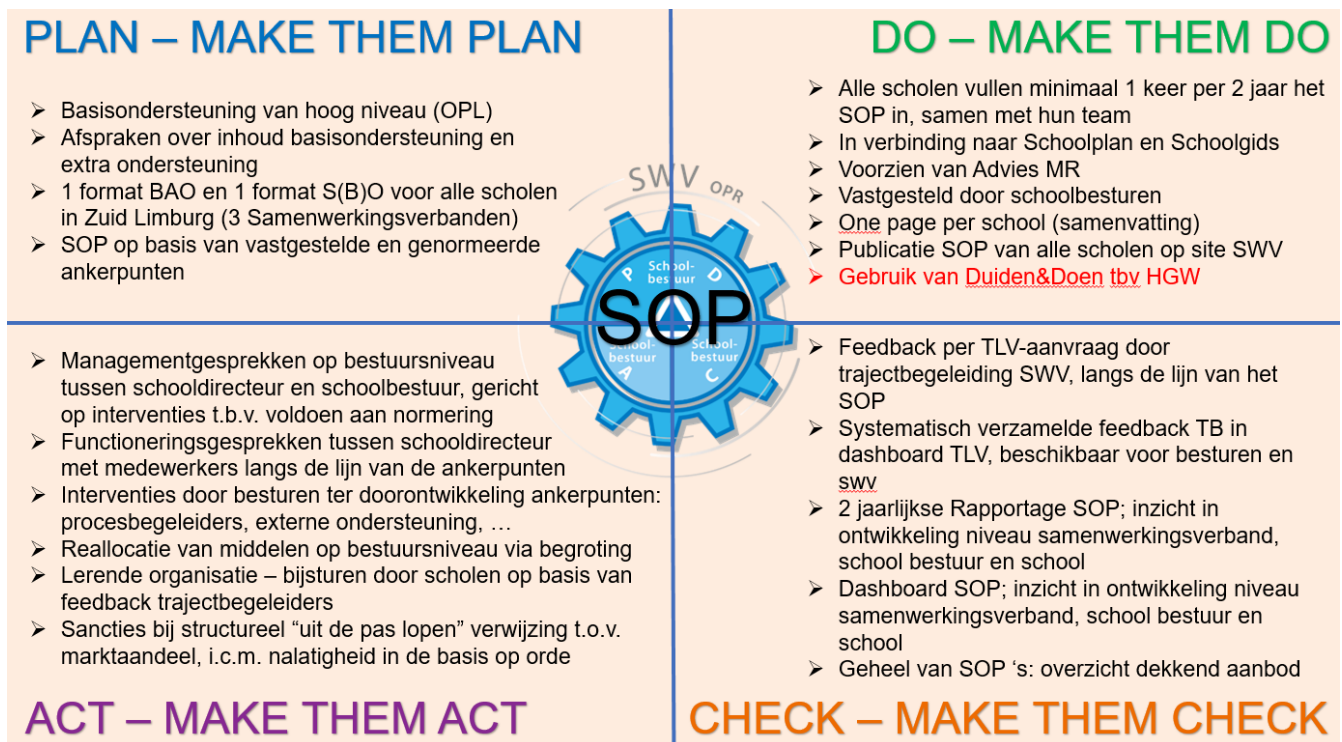 PLAN – MAKE THEM PLAN
➢ Basisondersteuning van hoog niveau (OPL)
➢ Afspraken over inhoud basisondersteuning en
extra ondersteuning
➢ 1 format BAO en 1 format S(B)O voor alle scholen
in Zuid Limburg (3 Samenwerkingsverbanden)
➢ SOP op basis van vastgestelde en genormeerde
ankerpunten
DO – MAKE THEM DO
➢ Alle scholen vullen minimaal 1 keer per 2 jaar het
SOP in, samen met hun team
➢ In verbinding naar Schoolplan en Schoolgids
➢ Voorzien van Advies MR
➢ Vastgesteld door schoolbesturen
➢ One page per school (samenvatting)
➢ Publicatie SOP van alle scholen op site SWV
➢ Gebruik van Duiden&Doen tbv HGW
SWV OPR
P
School-
bestuur
D
SOP
School-
bestuur
School-
bestuur
A
C
➢ Managementgesprekken op bestuursniveau
tussen schooldirecteur en schoolbestuur, gericht
op interventies t.b.v. voldoen aan normering
➢ Functioneringsgesprekken tussen schooldirecteur
met medewerkers langs de lijn van de ankerpunten
➢ Interventies door besturen ter doorontwikkeling ankerpunten:
procesbegeleiders, externe ondersteuning, …
➢ Reallocatie van middelen op bestuursniveau via begroting
➢ Lerende organisatie – bijsturen door scholen op basis van
feedback trajectbegeleiders
➢ Sancties bij structureel “uit de pas lopen” verwijzing t.o.v.
marktaandeel, i.c.m. nalatigheid in de basis op orde
ACT – MAKE THEM ACT
➢ Feedback per TLV-aanvraag door
trajectbegeleiding SWV, langs de lijn van het
SOP
➢ Systematisch verzamelde feedback TB in
dashboard TLV, beschikbaar voor besturen en
swv
➢ 2 jaarlijkse Rapportage SOP; inzicht in
ontwikkeling niveau samenwerkingsverband,
school bestuur en school
➢ Dashboard SOP; inzicht in ontwikkeling niveau
samenwerkingsverband, school bestuur en
school
➢ Geheel van SOP ‘s: overzicht dekkend aanbod
CHECK – MAKE THEM CHECK